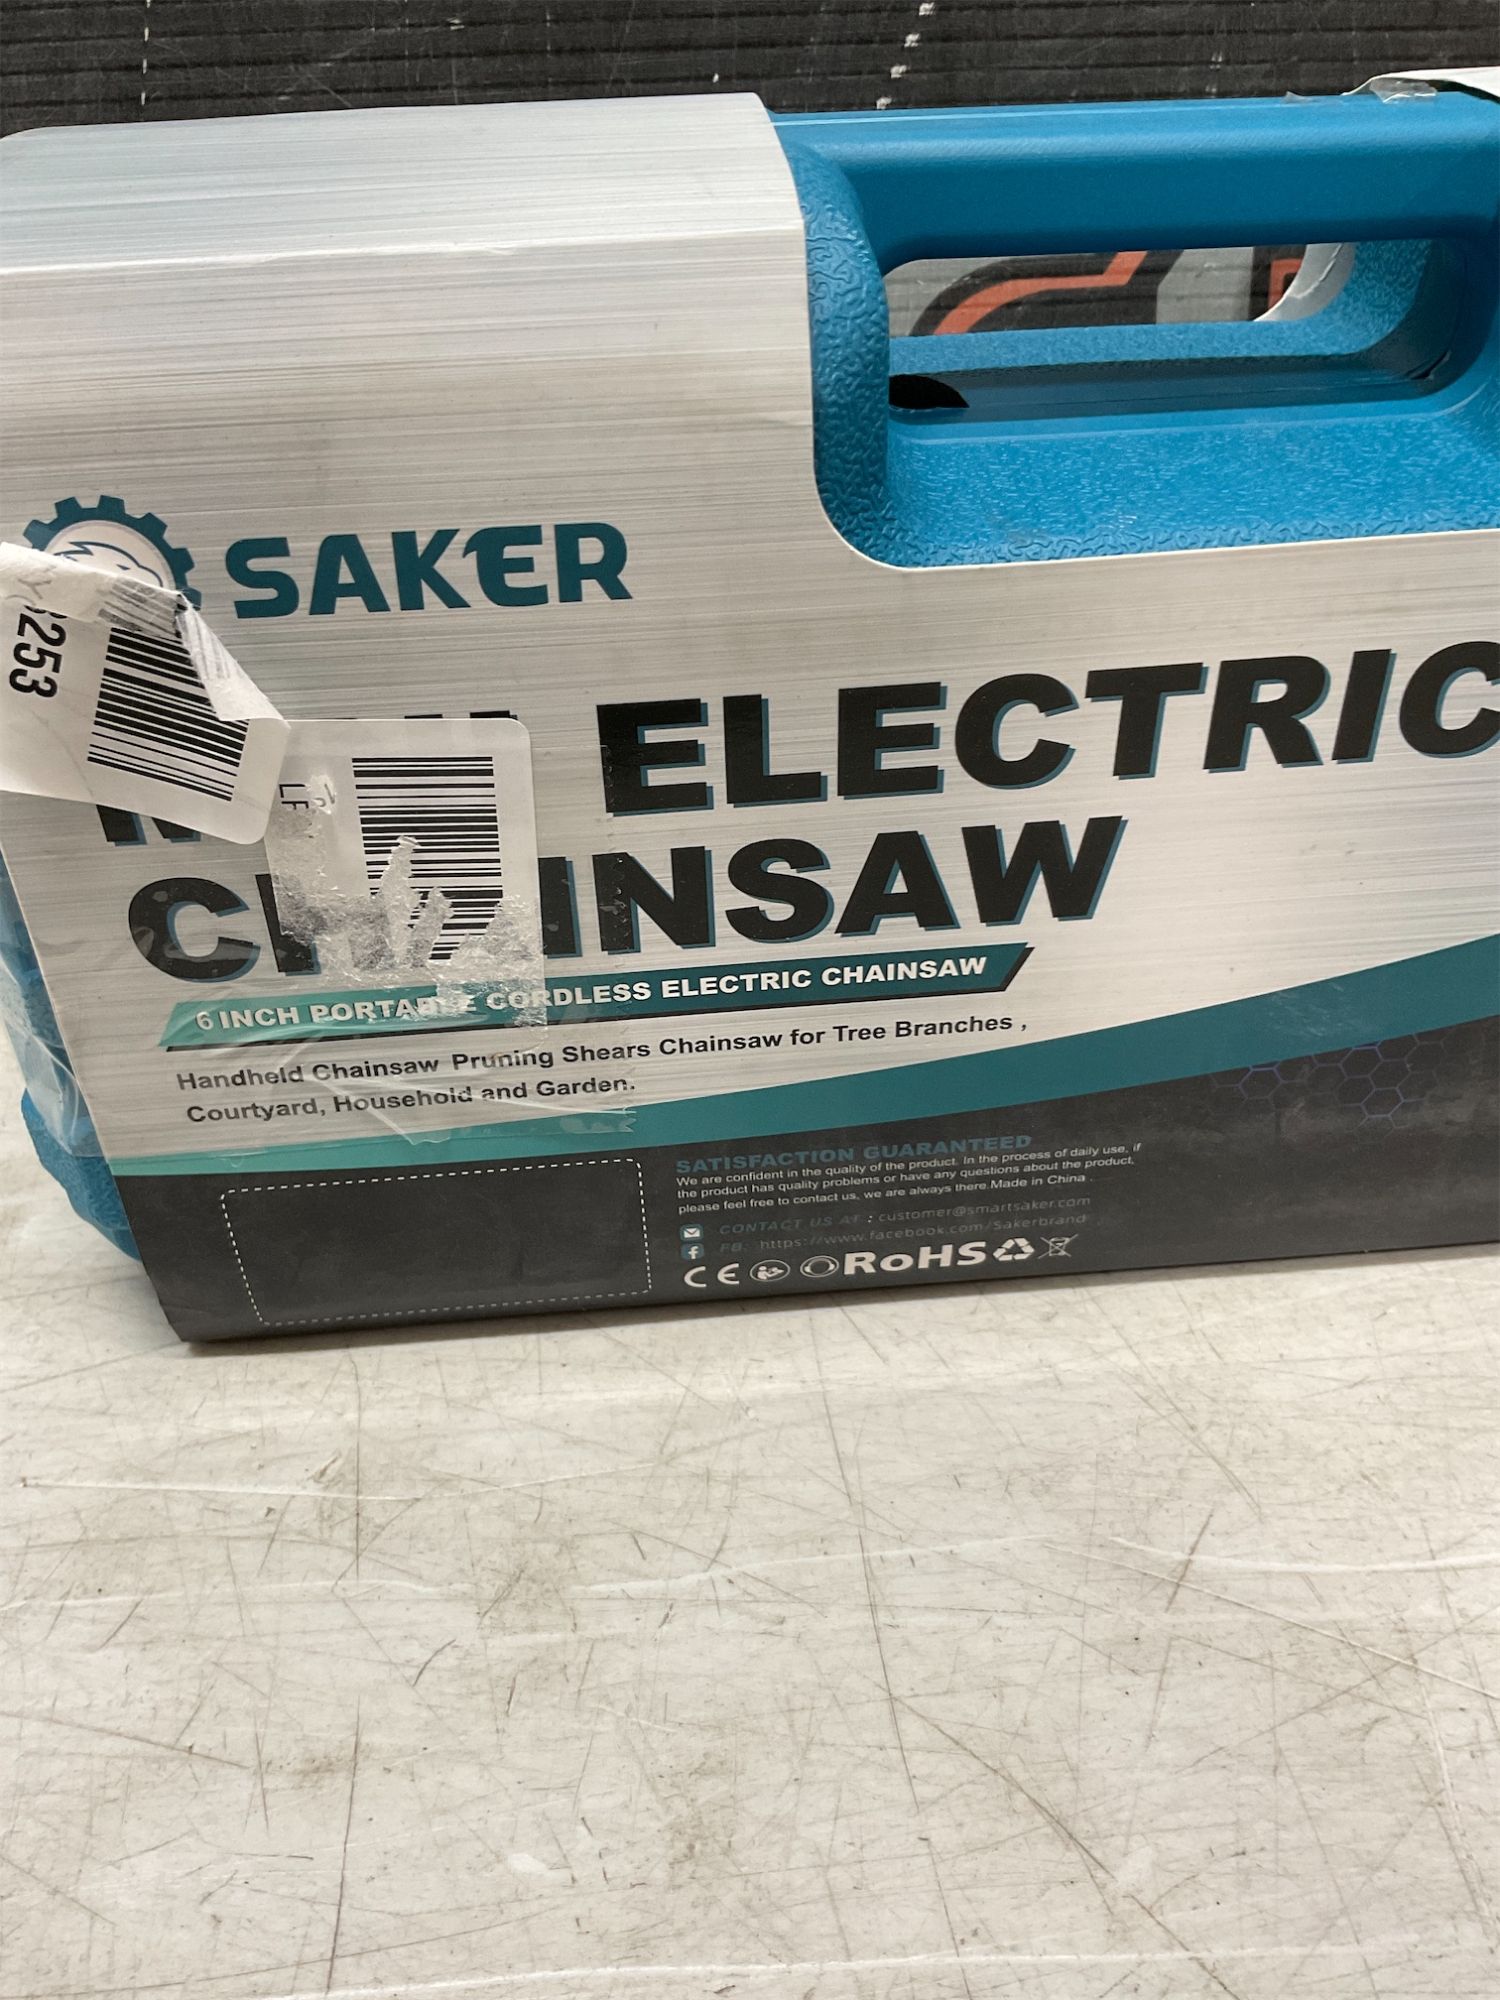 SAKER
253
ELECTRIC
LF
CHAINSAW
6 INCH PORTABLE CORDLESS ELECTRIC CHAINSAW
Handheld Chainsaw Pruning Shears Chainsaw for Tree Branches ,
Courtyard, Household and Garden.
SATISFACTION GUARANTEED
We are confident in the quality of the product. In the process of daily use, if
the product has quality problems or have any questions about the product,
please feel free to contact us, we are always there.Made in China .
CONTACT US AT : customer@smartsaker.com
FB: https://www.facebook.com/Sakerbrand
CE RoHS